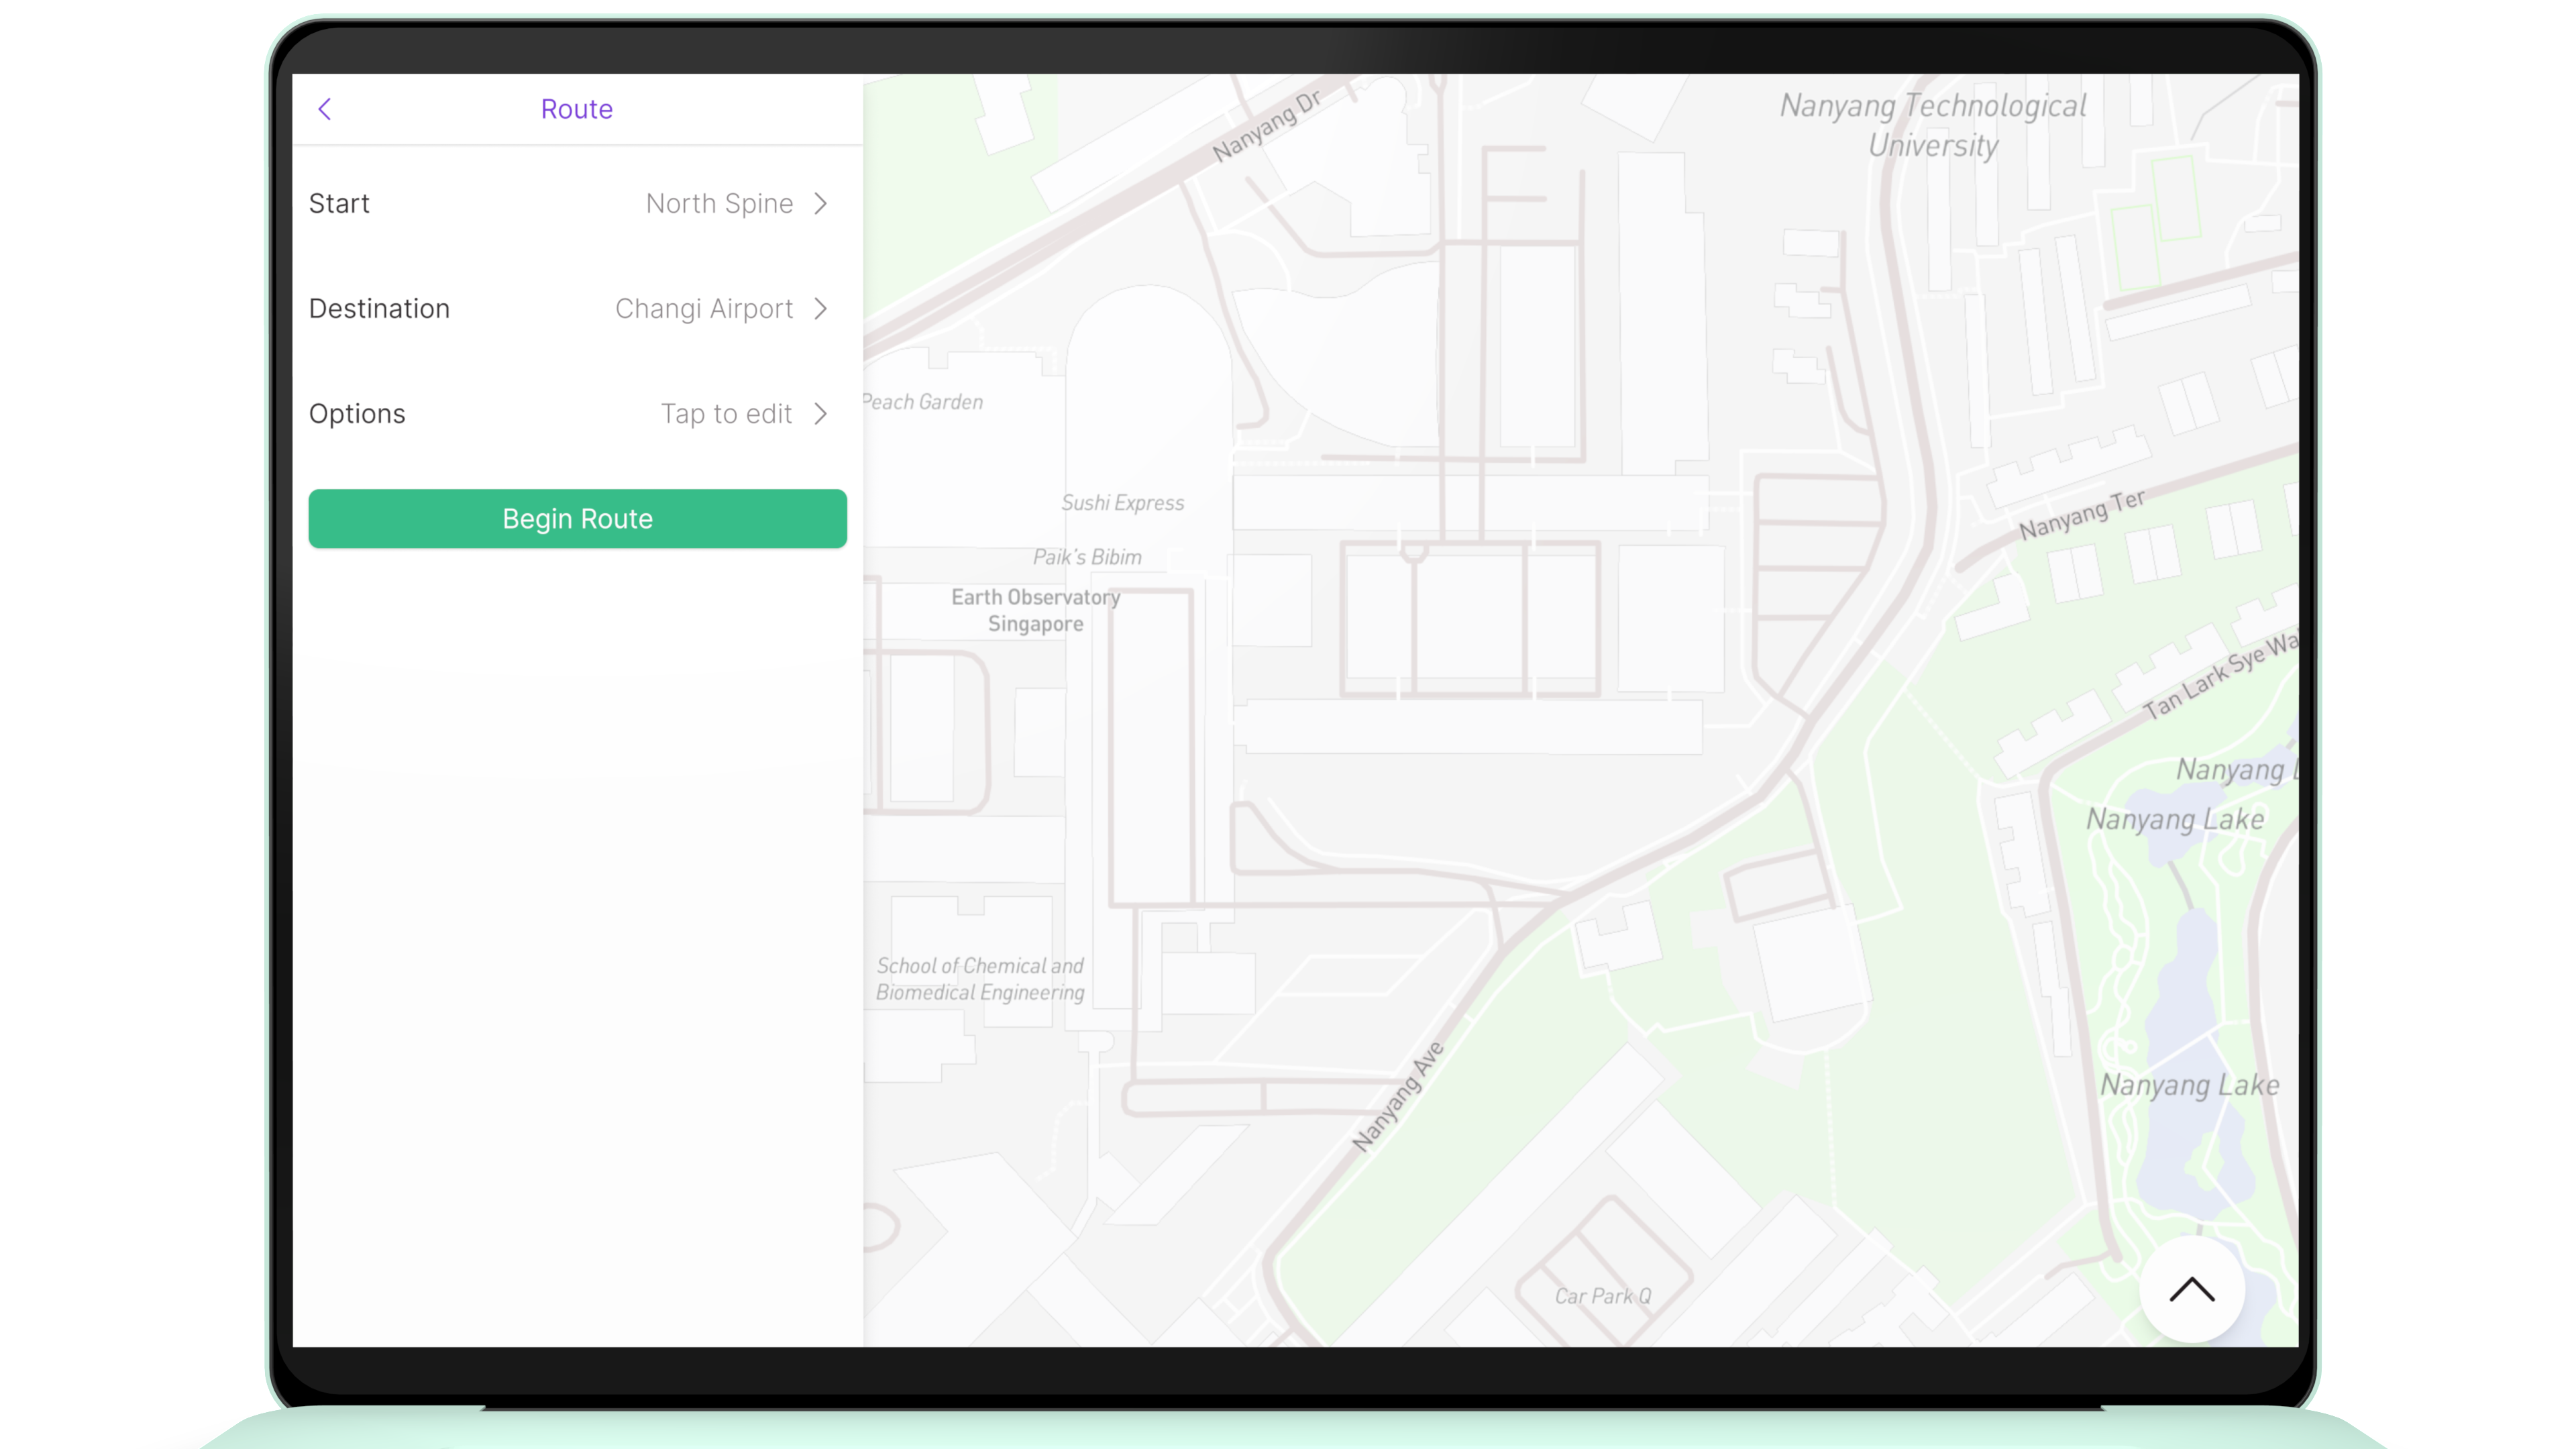 Route
Start
North Spine
Destination
Changi Airport
Options
Tap to edit
Begin Route
Nanyang Dr
Nanyang Technological
University
Peach Garden
Sushi Express
Paik's Bibim
Earth Observatory
Singapore
Nanyang Ter
Tan Lark Sye Wa
Nanyang L
Nanyang Lake
School of Chemical and
Biomedical Engineering
Nanyang Ave
Nanyang Lake
Car Park Q